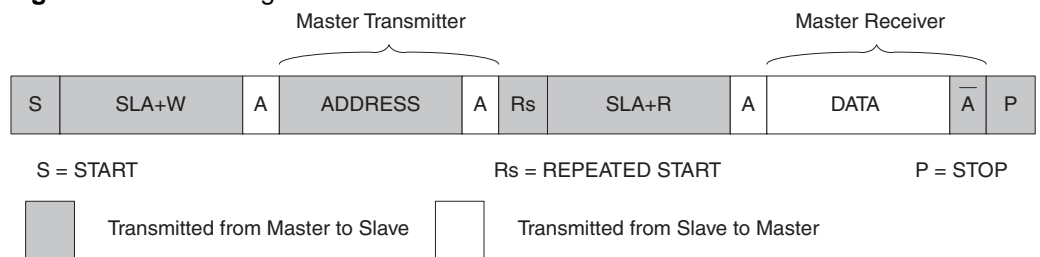 Master Transmitter Master Receiver
S SLA+W A ADDRESS A Rs SLA+R A DATA A̅ P
S = START Rs = REPEATED START P = STOP
Transmitted from Master to Slave Transmitted from Slave to Master